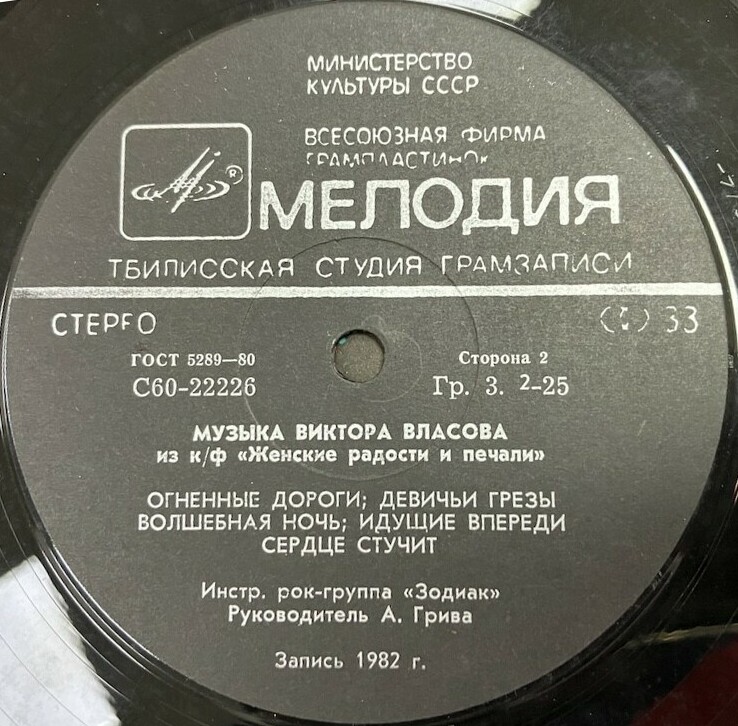 МИНИСТЕРСТВО
КУЛЬТУРЫ СССР
ВСЕСОЮЗНАЯ ФИРМА
ГРАМПЛАСТИНОК
МЕЛОДИЯ
®
ТБИЛИССКАЯ СТУДИЯ ГРАМЗАПИСИ
СТЕРЕО
33
ГОСТ 5289—80
Сторона 2
С60-22226
Гр. 3. 2-25
МУЗЫКА ВИКТОРА ВЛАСОВА
из к/ф «Женские радости и печали»
ОГНЕННЫЕ ДОРОГИ; ДЕВИЧЬИ ГРЕЗЫ
ВОЛШЕБНАЯ НОЧЬ; ИДУЩИЕ ВПЕРЕДИ
СЕРДЦЕ СТУЧИТ
Инстр. рок-группа «Зодиак»
Руководитель А. Грива
Запись 1982 г.